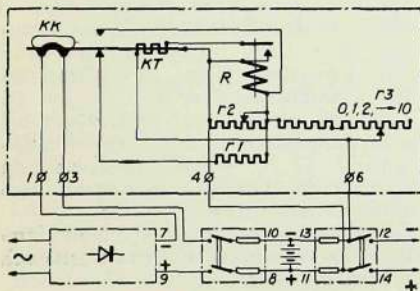 KK
KT
R
r3
r2
0,1,2,→10
r1
1 3 4 6
7 10 13 12
~ − − − −
+ + + +
9 8 11 14